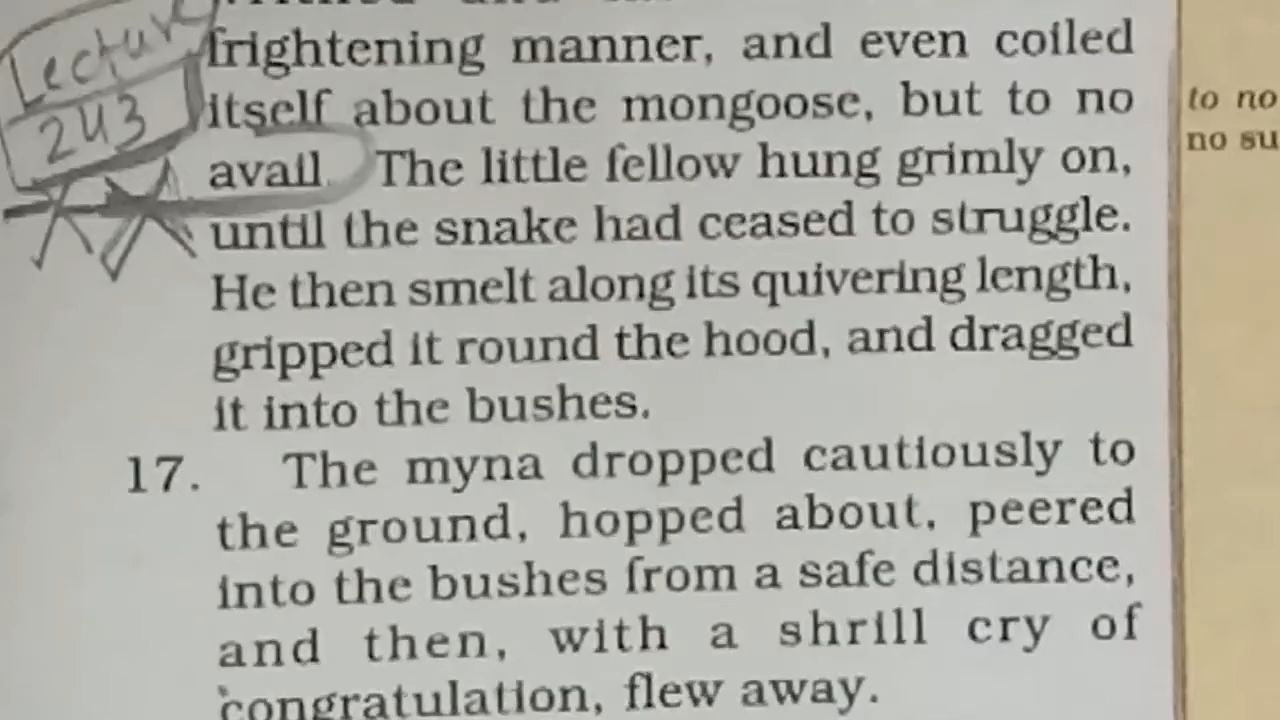 Lecture
243
frightening manner, and even coiled
itself about the mongoose, but to no
avail. The little fellow hung grimly on,
until the snake had ceased to struggle.
He then smelt along its quivering length,
gripped it round the hood, and dragged
it into the bushes.
17. The myna dropped cautiously to
the ground, hopped about, peered
into the bushes from a safe distance,
and then, with a shrill cry of
congratulation, flew away.
to no
no su